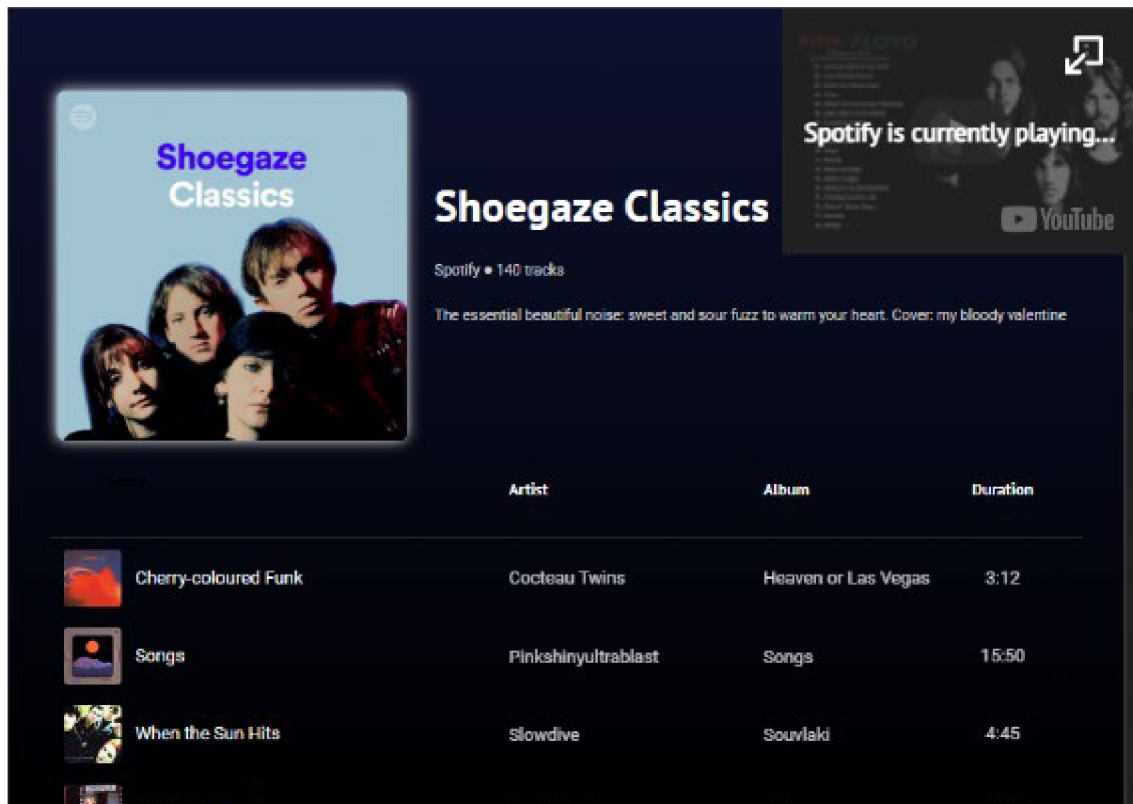 Shoegaze
Classics
PINK FLOYD
Spotify is currently playing...
YouTube
Shoegaze Classics
Spotify • 140 tracks
The essential beautiful noise: sweet and sour fuzz to warm your heart. Cover: my bloody valentine
Artist Album Duration
Cherry-coloured Funk Cocteau Twins Heaven or Las Vegas 3:12
Songs Pinkshinyultrablast Songs 15:50
When the Sun Hits Slowdive Souvlaki 4:45